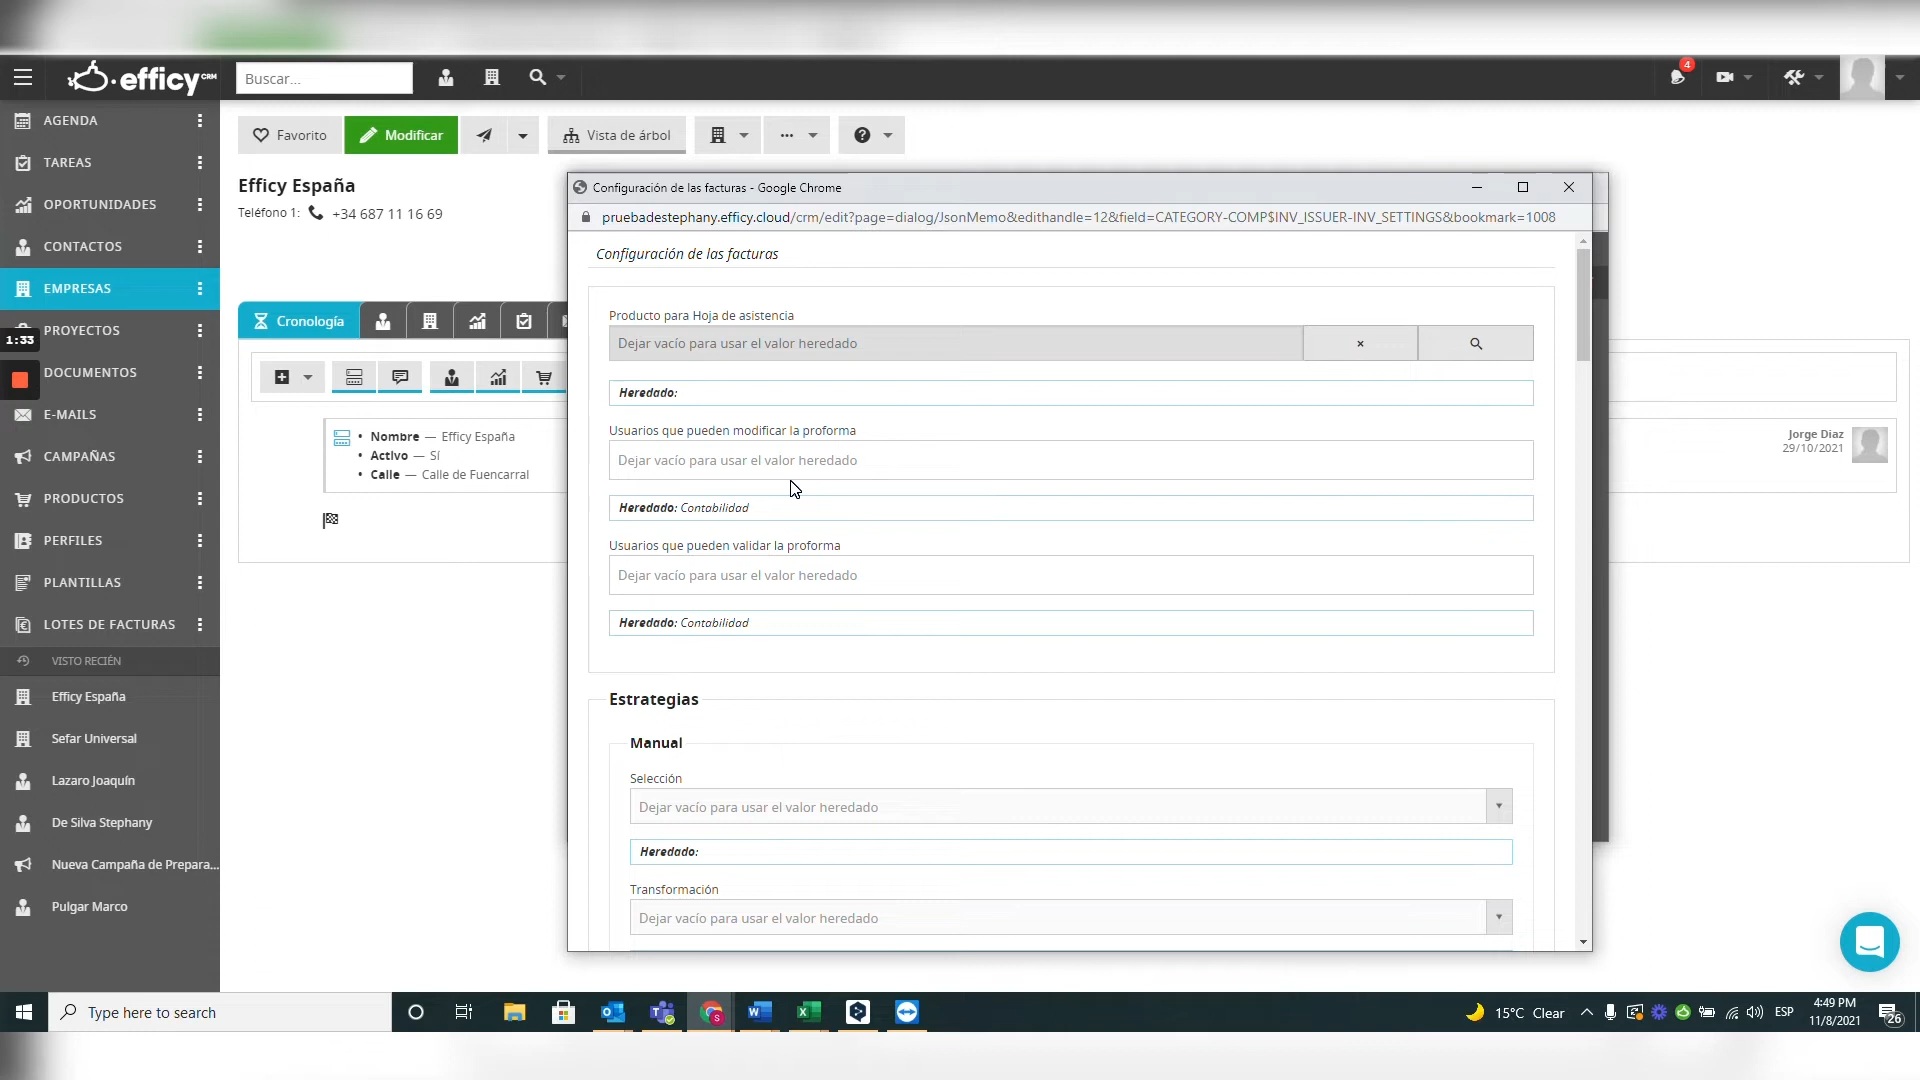 efficy CRM
Buscar...
4
AGENDA
TAREAS
OPORTUNIDADES
CONTACTOS
EMPRESAS
PROYECTOS
1:33
DOCUMENTOS
E-MAILS
CAMPAÑAS
PRODUCTOS
PERFILES
PLANTILLAS
LOTES DE FACTURAS
VISTO RECIÉN
Efficy España
Sefar Universal
Lazaro Joaquín
De Silva Stephany
Nueva Campaña de Prepara...
Pulgar Marco
Favorito
Modificar
Vista de árbol
Efficy España
Teléfono 1: +34 687 11 16 69
Cronología
• Nombre — Efficy España
• Activo — Sí
• Calle — Calle de Fuencarral
Jorge Diaz
29/10/2021
Configuración de las facturas - Google Chrome
pruebadestephany.efficy.cloud/crm/edit?page=dialog/JsonMemo&edithandle=12&field=CATEGORY-COMP$INV_ISSUER-INV_SETTINGS&bookmark=1008
Configuración de las facturas
Producto para Hoja de asistencia
Dejar vacío para usar el valor heredado
Heredado:
Usuarios que pueden modificar la proforma
Dejar vacío para usar el valor heredado
Heredado: Contabilidad
Usuarios que pueden validar la proforma
Dejar vacío para usar el valor heredado
Heredado: Contabilidad
Estrategias
Manual
Selección
Dejar vacío para usar el valor heredado
Heredado:
Transformación
Dejar vacío para usar el valor heredado
Type here to search
15°C Clear
ESP
4:49 PM
11/8/2021
26